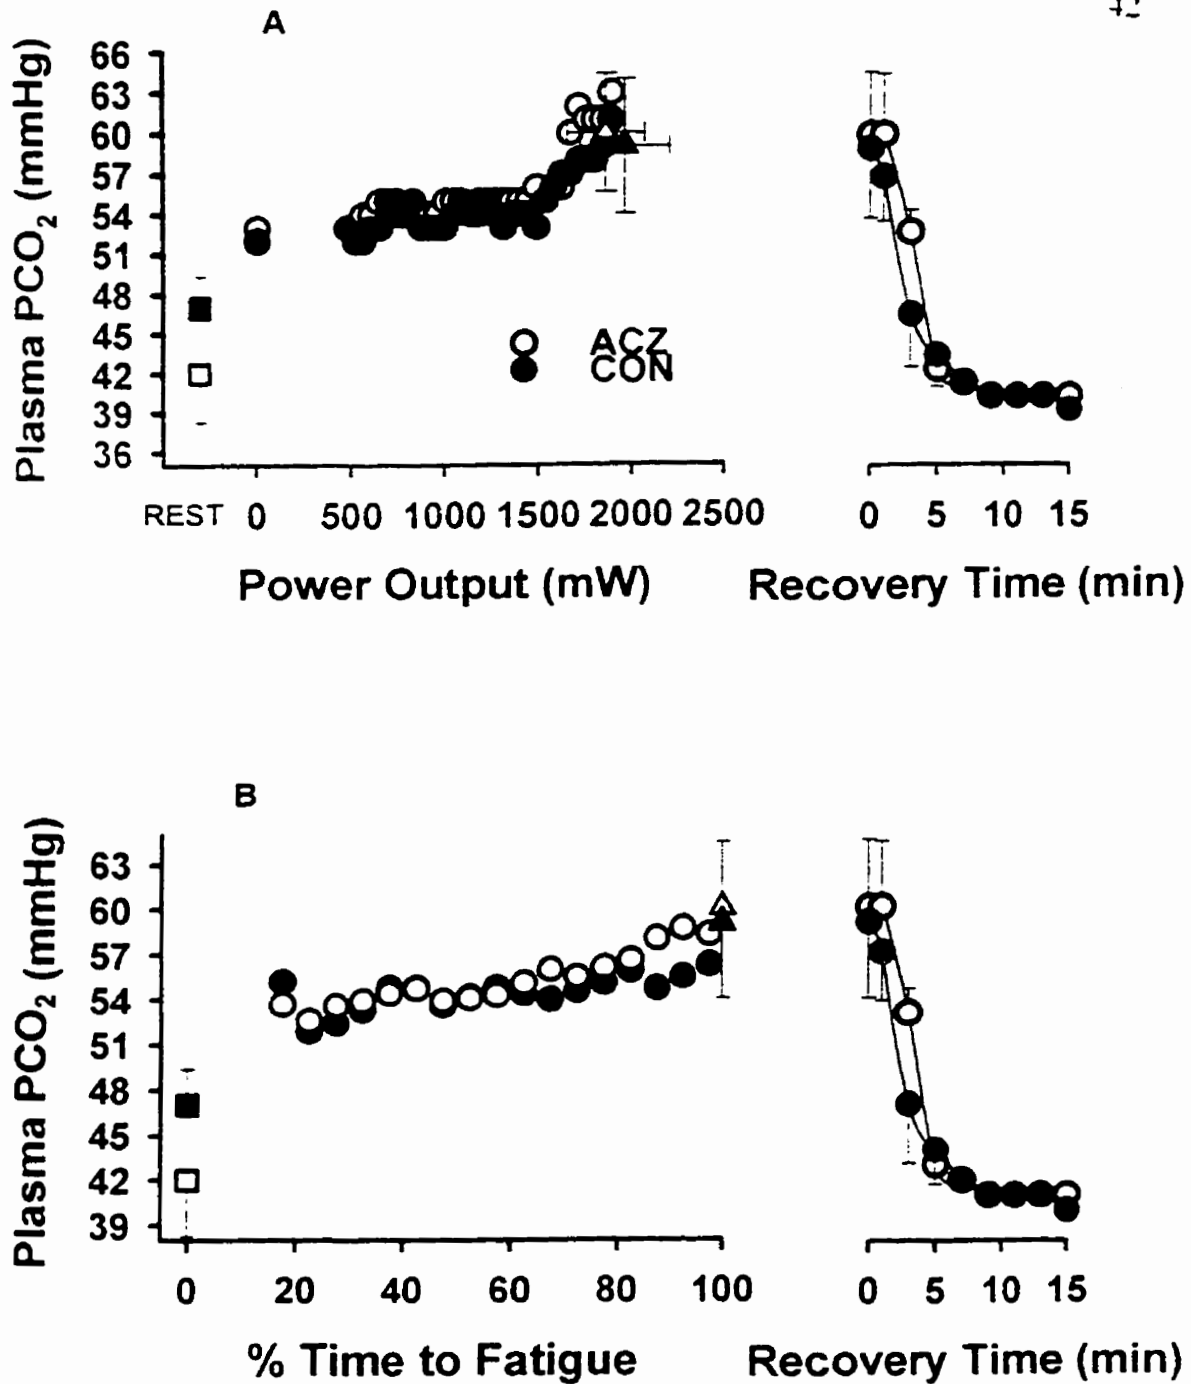 A
Plasma PCO₂ (mmHg)
66
63
60
57
54
51
48
45
42
39
36
ACZ
CON
REST 0 500 1000 1500 2000 2500
0 5 10 15
Power Output (mW)
Recovery Time (min)
B
Plasma PCO₂ (mmHg)
63
60
57
54
51
48
45
42
39
0 20 40 60 80 100
0 5 10 15
% Time to Fatigue
Recovery Time (min)